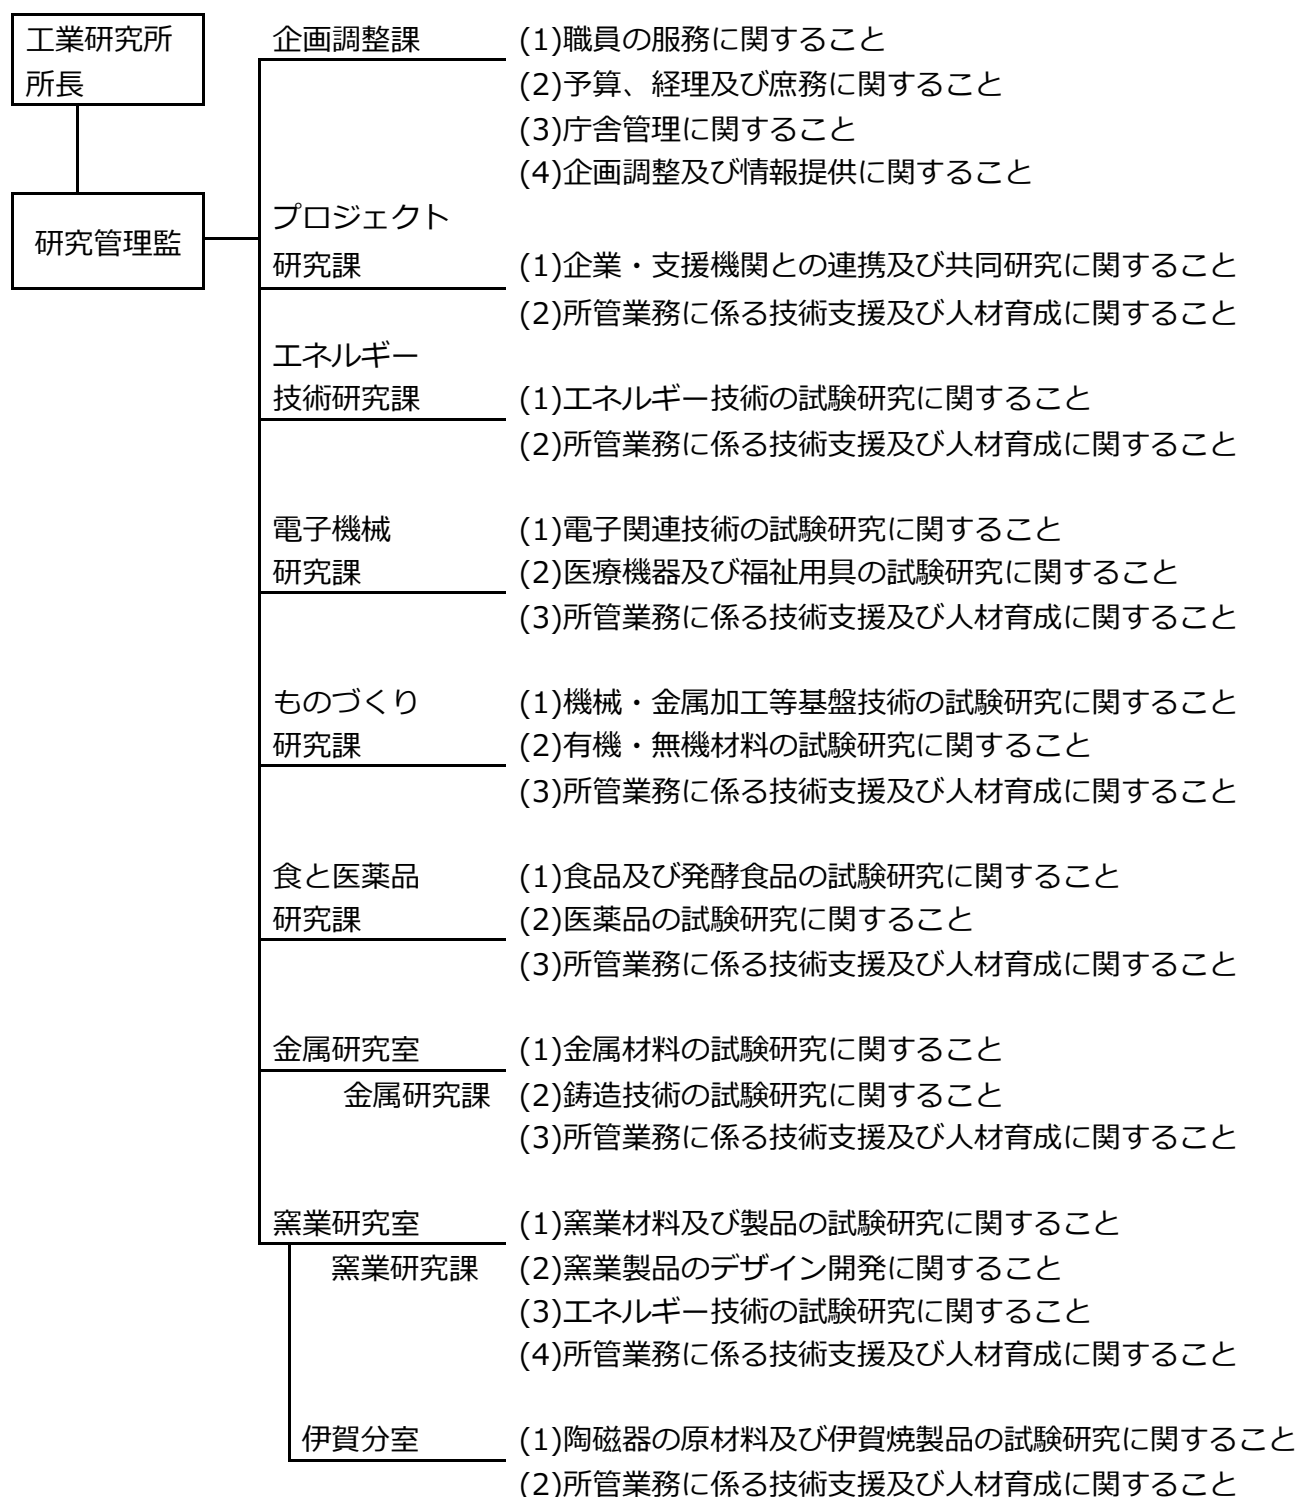 工業研究所
所長
研究管理監
企画調整課 (1)職員の服務に関すること
(2)予算、経理及び庶務に関すること
(3)庁舎管理に関すること
(4)企画調整及び情報提供に関すること
プロジェクト
研究課 (1)企業・支援機関との連携及び共同研究に関すること
(2)所管業務に係る技術支援及び人材育成に関すること
エネルギー
技術研究課 (1)エネルギー技術の試験研究に関すること
(2)所管業務に係る技術支援及び人材育成に関すること
電子機械 (1)電子関連技術の試験研究に関すること
研究課 (2)医療機器及び福祉用具の試験研究に関すること
(3)所管業務に係る技術支援及び人材育成に関すること
ものづくり (1)機械・金属加工等基盤技術の試験研究に関すること
研究課 (2)有機・無機材料の試験研究に関すること
(3)所管業務に係る技術支援及び人材育成に関すること
食と医薬品 (1)食品及び発酵食品の試験研究に関すること
研究課 (2)医薬品の試験研究に関すること
(3)所管業務に係る技術支援及び人材育成に関すること
金属研究室 (1)金属材料の試験研究に関すること
金属研究課 (2)鋳造技術の試験研究に関すること
(3)所管業務に係る技術支援及び人材育成に関すること
窯業研究室 (1)窯業材料及び製品の試験研究に関すること
窯業研究課 (2)窯業製品のデザイン開発に関すること
(3)エネルギー技術の試験研究に関すること
(4)所管業務に係る技術支援及び人材育成に関すること
伊賀分室 (1)陶磁器の原材料及び伊賀焼製品の試験研究に関すること
(2)所管業務に係る技術支援及び人材育成に関すること